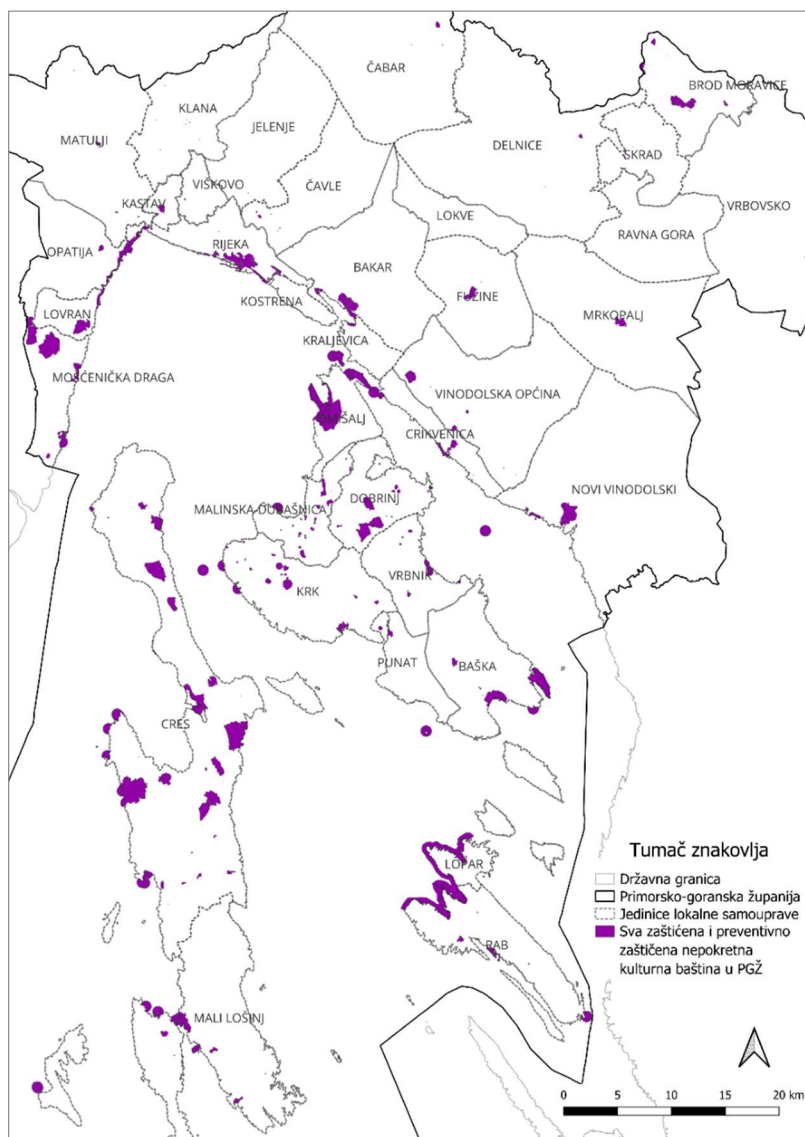 ČABAR
BROD MORAVICE
KLANA
JELENJE
MATULJI
DELNICE
SKRAD
VIŠKOVO
ČAVLE
KASTAV
VRBOVSKO
LOKVE
RAVNA GORA
OPATIJA
RIJEKA
BAKAR
KOSTRENA
FUŽINE
LOVRAN
MRKOPALJ
KRALJEVICA
MOŠĆENIČKA DRAGA
VINODOLSKA OPĆINA
OMIŠALJ
CRIKVENICA
NOVI VINODOLSKI
DOBRINJ
MALINSKA-DUBAŠNICA
VRBNIK
KRK
PUNAT
BAŠKA
CRES
LOPAR
RAB
MALI LOŠINJ
Tumač znakovlja
Državna granica
Primorsko-goranska županija
Jedinice lokalne samouprave
Sva zaštićena i preventivno
zaštićena nepokretna
kulturna baština u PGŽ
0 5 10 15 20 km